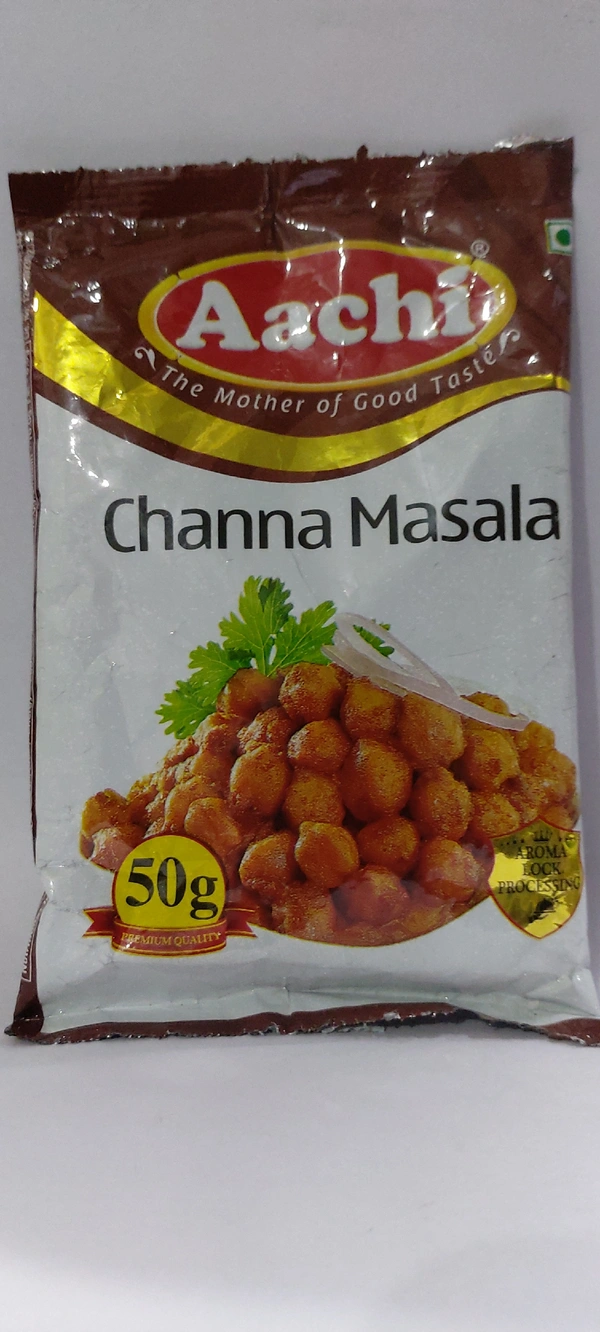 Aachi
®
The Mother of Good Taste
Channa Masala
50g
PREMIUM QUALITY
AROMA
LOCK
PROCESSING